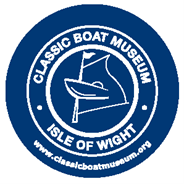 CLASSIC BOAT MUSEUM
ISLE OF WIGHT
www.classicboatmuseum.org